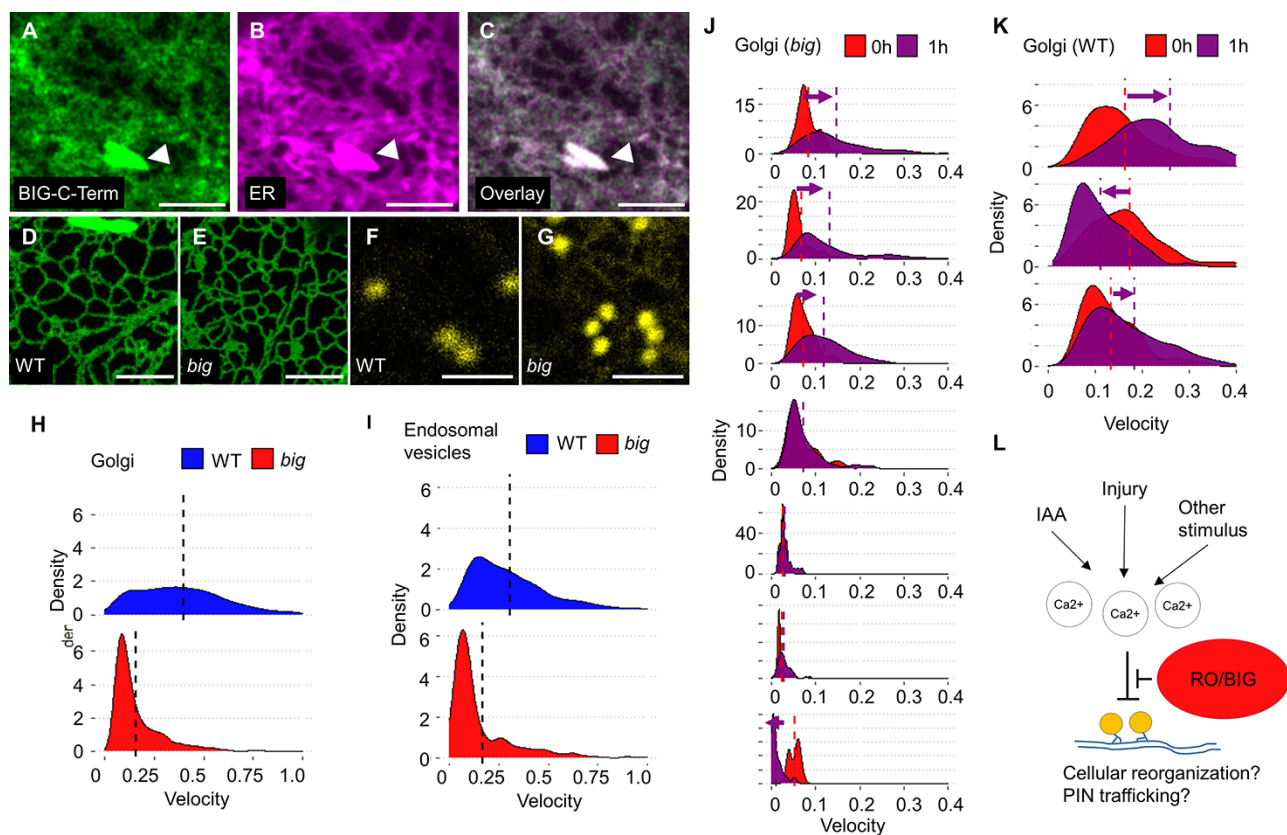 A
BIG-C-Term
B
ER
C
Overlay
D
WT
E
big
F
WT
G
big
H
Golgi
WT
big
6
4
2
0
Density
6
4
2
0
der
0
0.25
0.75
1.0
Velocity
I
Endosomal
vesicles
WT
big
6
4
2
0
Density
6
4
2
0
0
0.25
0.75
1.0
Velocity
J
Golgi (big)
0h
1h
15
0
0
0.1
0.2
0.3
0.4
20
0
0
0.1
0.2
0.3
0.4
10
0
0
0.1
0.2
0.3
0.4
Density
10
0
0
0.1
0.2
0.3
0.4
40
0
0
0.1
0.2
0.3
0.4
0
0.1
0.2
0.3
0.4
0
0.1
0.2
0.3
0.4
Velocity
K
Golgi (WT)
0h
1h
6
0
6
0
Density
6
0
0
0.1
0.2
0.3
0.4
Velocity
L
IAA
Injury
Other
stimulus
Ca2+
Ca2+
Ca2+
RO/BIG
Cellular reorganization?
PIN trafficking?